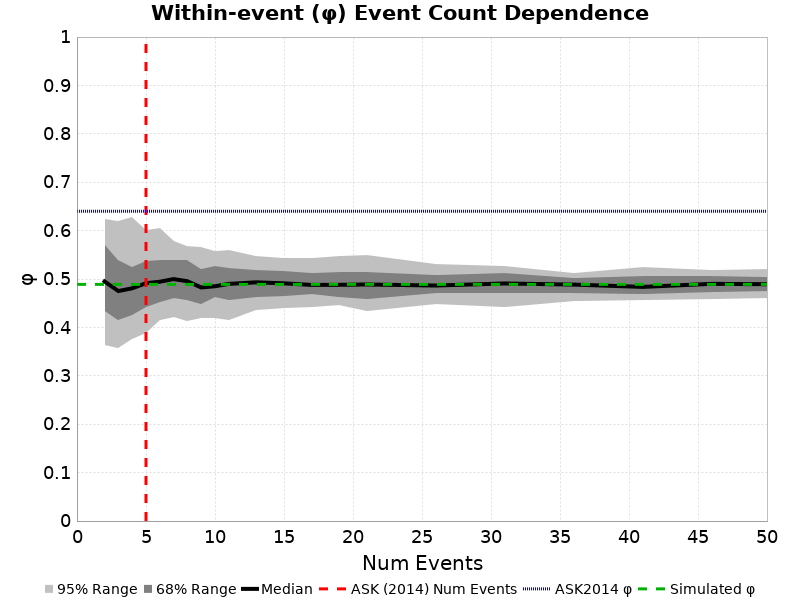 Within-event (φ) Event Count Dependence
1
0.9
0.8
0.7
0.6
0.5
0.4
0.3
0.2
0.1
0
φ
0 5 10 15 20 25 30 35 40 45 50
Num Events
95% Range 68% Range Median ASK (2014) Num Events ASK2014 φ Simulated φ